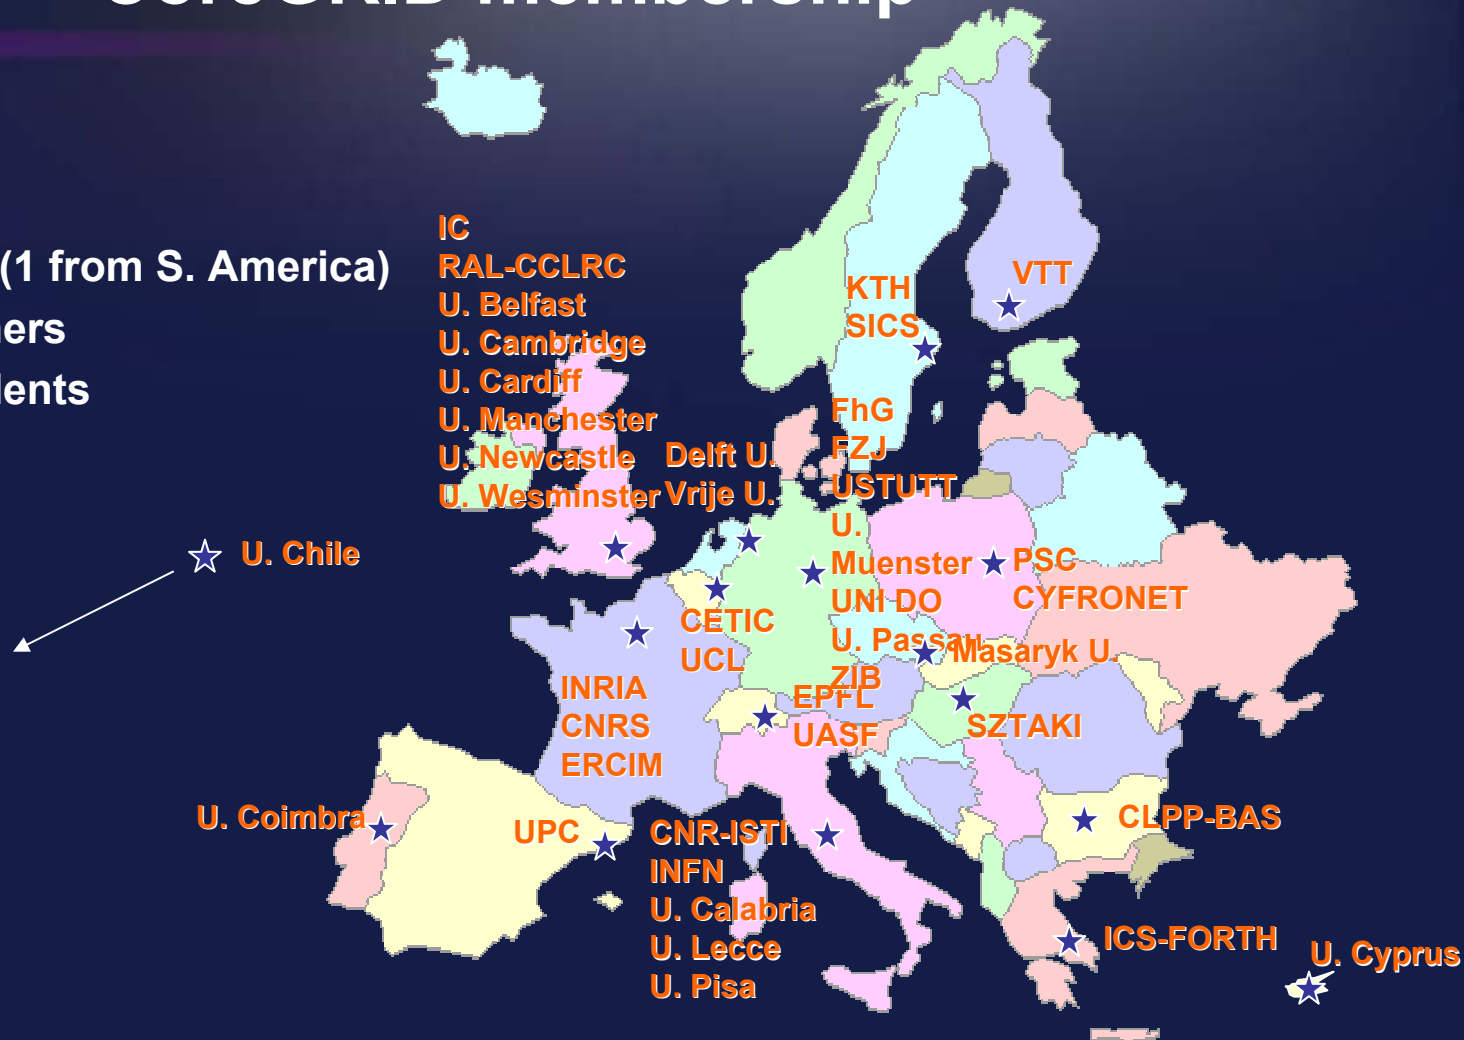 CoreGRID membership
(1 from S. America)
IC
RAL-CCLRC
U. Belfast
U. Cambridge
U. Cardiff
U. Manchester
U. Newcastle
U. Wesminster
Delft U.
Vrije U.
KTH
SICS
VTT
FhG
FZJ
USTUTT
U.
Muenster
UNI DO
U. Passau
ZIB
PSC
CYFRONET
U. Chile
CETIC
UCL
Masaryk U.
INRIA
CNRS
ERCIM
EPFL
UASF
SZTAKI
U. Coimbra
UPC
CNR-ISTI
INFN
U. Calabria
U. Lecce
U. Pisa
CLPP-BAS
ICS-FORTH
U. Cyprus